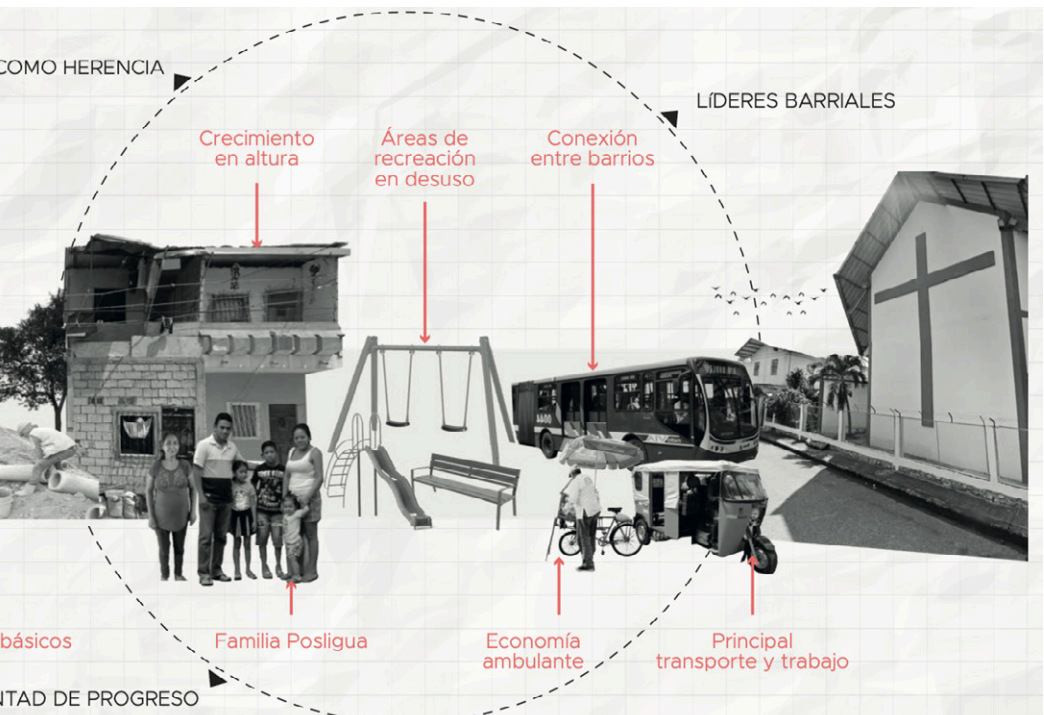 COMO HERENCIA
LÍDERES BARRIALES
Crecimiento
en altura
Áreas de
recreación
en desuso
Conexión
entre barrios
básicos
Familia Posligua
Economía
ambulante
Principal
transporte y trabajo
NTAD DE PROGRESO